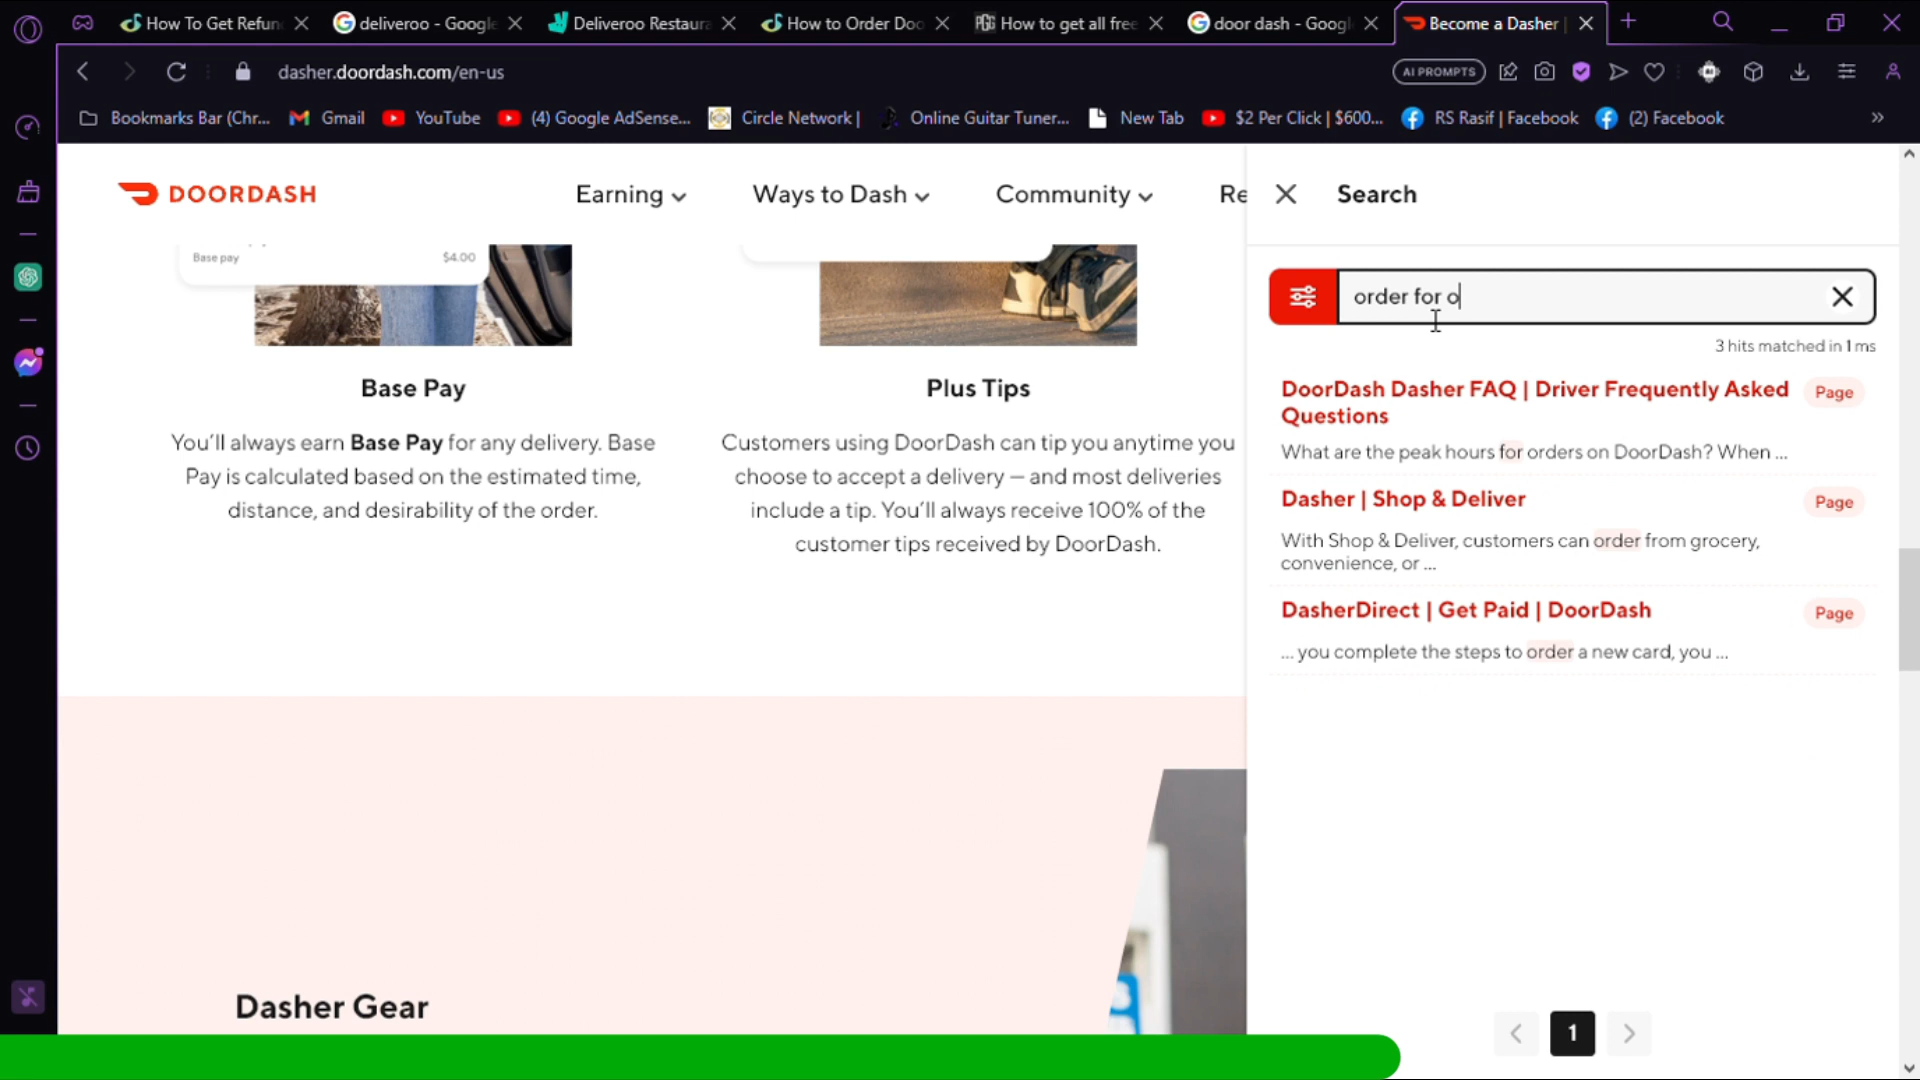 How To Get Refun
deliveroo - Google
Deliveroo Restaura
How to Order Doo
PGG How to get all free
door dash - Googl
Become a Dasher |
dasher.doordash.com/en-us
AI PROMPTS
Bookmarks Bar (Chr...
Gmail
YouTube
(4) Google AdSense...
Circle Network |
Online Guitar Tuner...
New Tab
$2 Per Click | $600...
RS Rasif | Facebook
(2) Facebook
DOORDASH
Earning
Ways to Dash
Community
Re
Search
Base pay $4.00
order for o
3 hits matched in 1 ms
DoorDash Dasher FAQ | Driver Frequently Asked
Questions
Page
What are the peak hours for orders on DoorDash? When ...
Dasher | Shop & Deliver
Page
With Shop & Deliver, customers can order from grocery,
convenience, or ...
DasherDirect | Get Paid | DoorDash
Page
... you complete the steps to order a new card, you ...
Base Pay
You’ll always earn Base Pay for any delivery. Base
Pay is calculated based on the estimated time,
distance, and desirability of the order.
Plus Tips
Customers using DoorDash can tip you anytime you
choose to accept a delivery — and most deliveries
include a tip. You’ll always receive 100% of the
customer tips received by DoorDash.
Dasher Gear
1